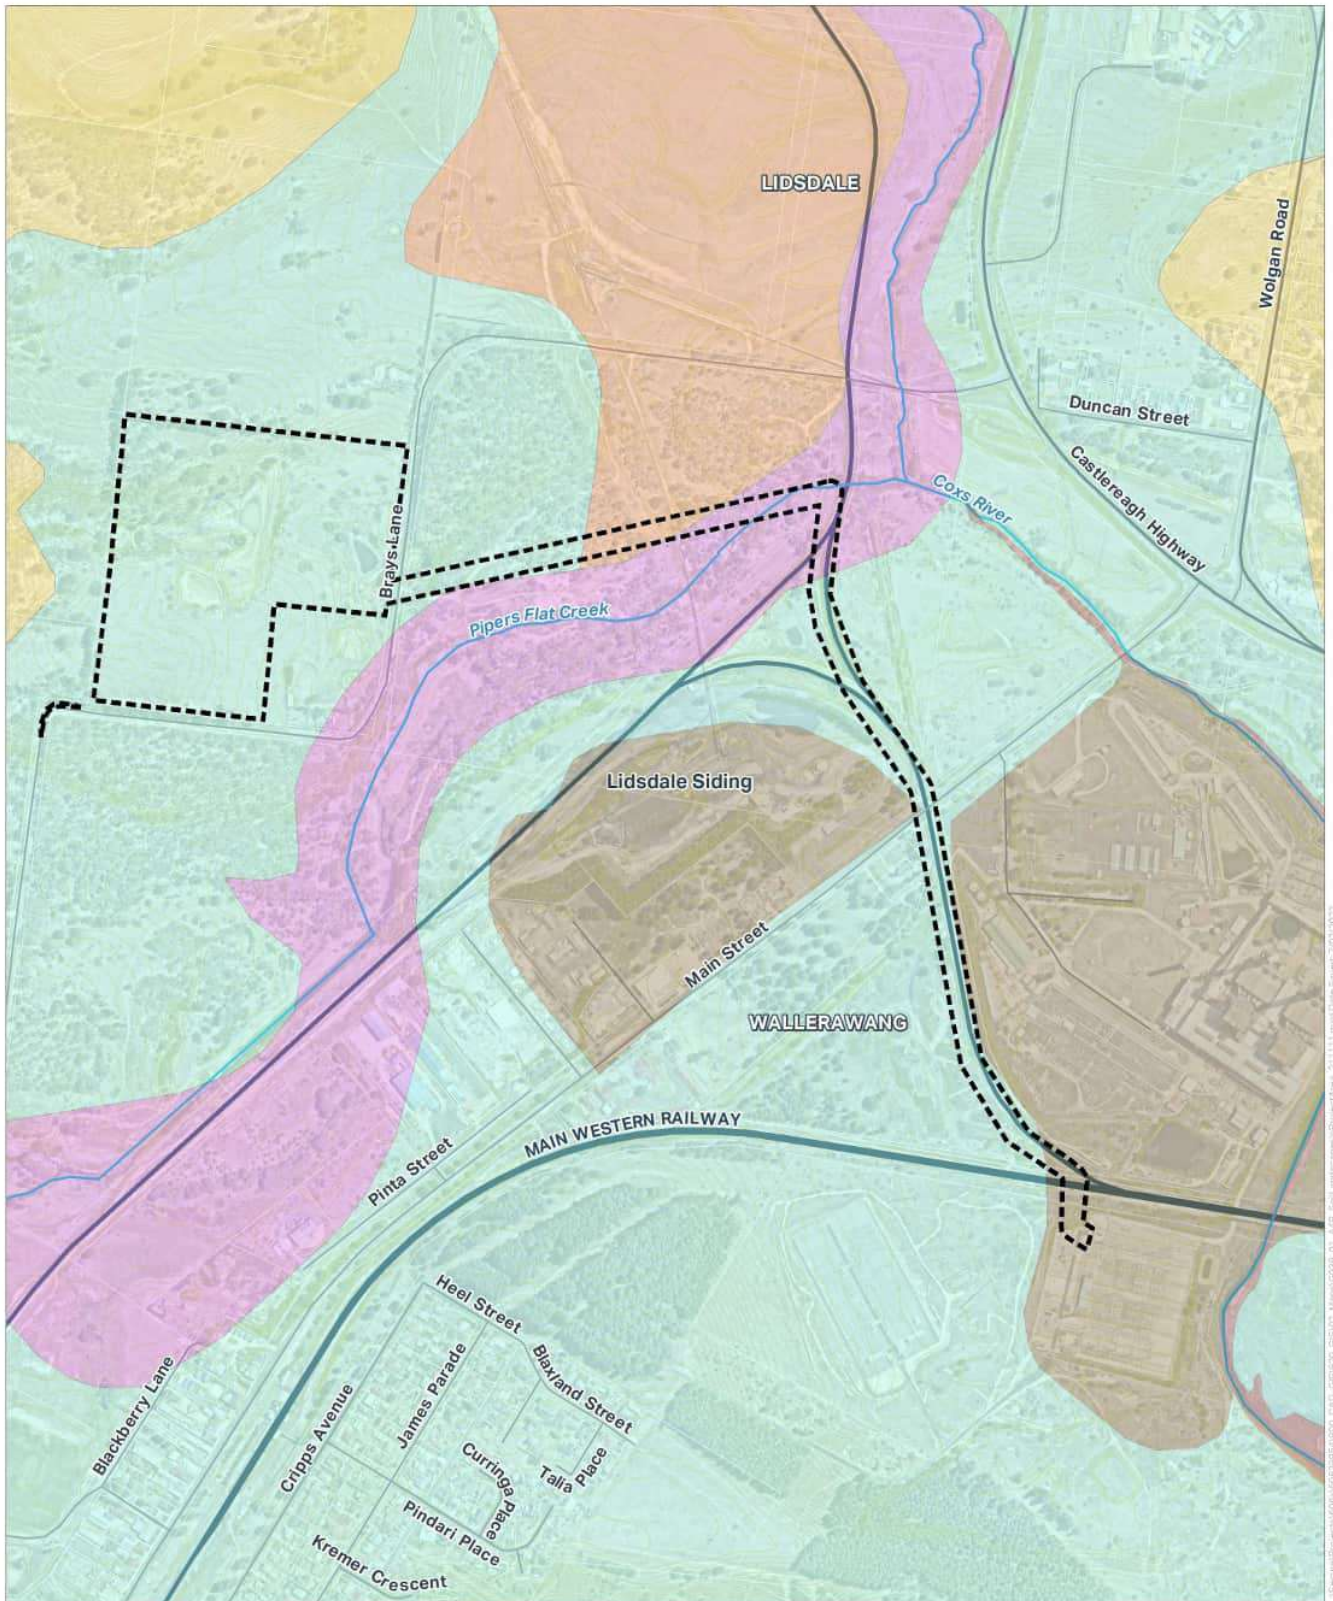 LIDSDALE
Wolgan Road
Duncan Street
Castlereagh Highway
Coxs River
Brays Lane
Pipers Flat Creek
Lidsdale Siding
Main Street
WALLERAWANG
MAIN WESTERN RAILWAY
Pinta Street
Heel Street
Blaxland Street
James Parade
Cripps Avenue
Blackberry Lane
Curringa Place
Talia Place
Pindari Place
Kremer Crescent